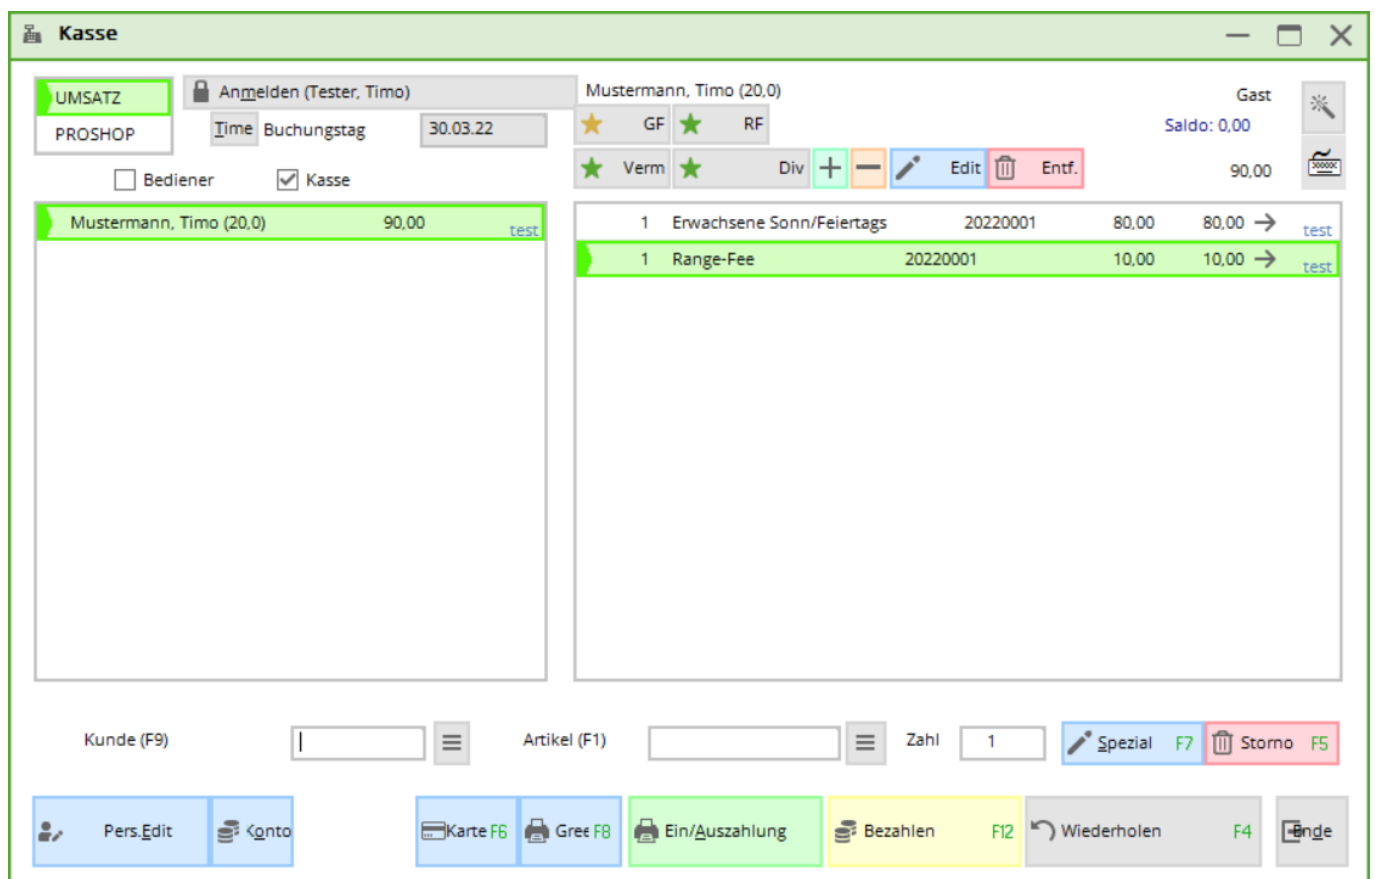 Kasse
UMSATZ
PROSHOP
Anmelden (Tester, Timo)
Time Buchungstag 30.03.22
Bediener Kasse
Mustermann, Timo (20,0) Gast
GF RF Saldo: 0,00
Verm Div Edit Entf. 90,00
Mustermann, Timo (20,0) 90,00 test
1 Erwachsene Sonn/Feiertags 20220001 80,00 80,00 test
1 Range-Fee 20220001 10,00 10,00 test
Kunde (F9) Artikel (F1) Zahl 1 Spezial F7 Storno F5
Pers.Edit Konto Karte F6 Gree F8 Ein/Auszahlung Bezahlen F12 Wiederholen F4 Ende